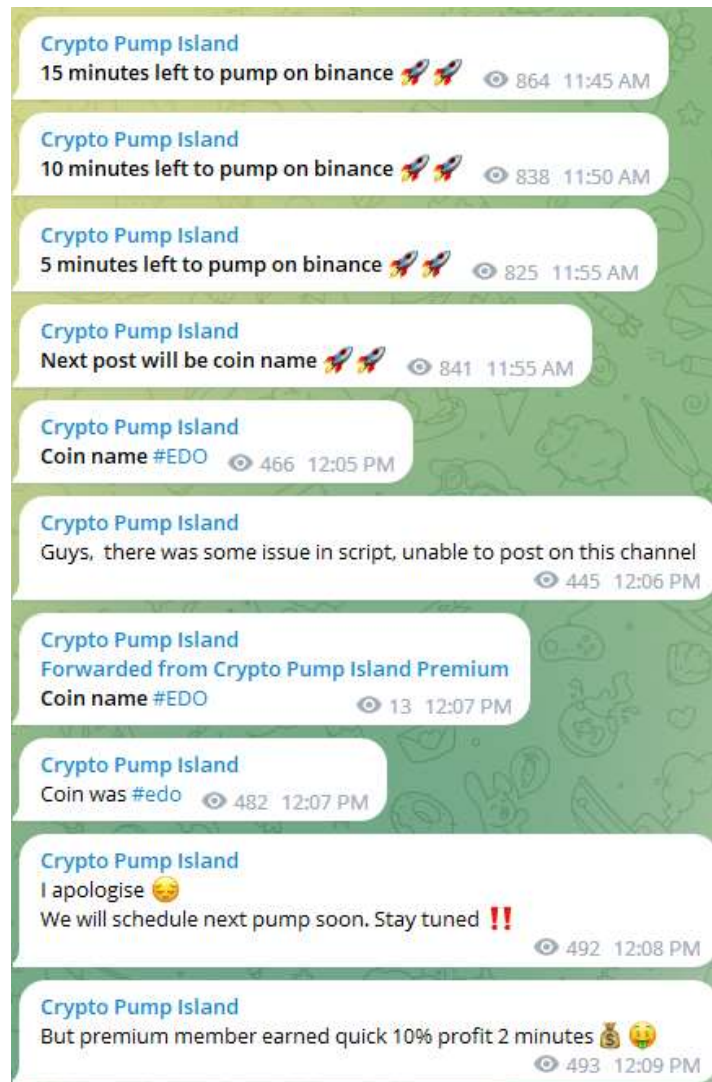 Crypto Pump Island
15 minutes left to pump on binance 🚀🚀 864 11:45 AM
Crypto Pump Island
10 minutes left to pump on binance 🚀🚀 838 11:50 AM
Crypto Pump Island
5 minutes left to pump on binance 🚀🚀 825 11:55 AM
Crypto Pump Island
Next post will be coin name 🚀🚀 841 11:55 AM
Crypto Pump Island
Coin name #EDO 466 12:05 PM
Crypto Pump Island
Guys, there was some issue in script, unable to post on this channel
445 12:06 PM
Crypto Pump Island
Forwarded from Crypto Pump Island Premium
Coin name #EDO 13 12:07 PM
Crypto Pump Island
Coin was #edo 482 12:07 PM
Crypto Pump Island
I apologise 😔
We will schedule next pump soon. Stay tuned ‼️
492 12:08 PM
Crypto Pump Island
But premium member earned quick 10% profit 2 minutes 💰🤑
493 12:09 PM